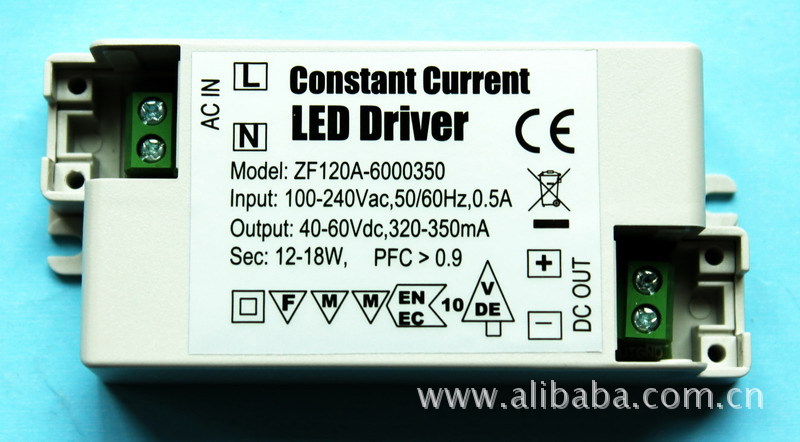 AC IN
L
N
Constant Current
LED Driver
CE
Model: ZF120A-6000350
Input: 100-240Vac,50/60Hz,0.5A
Output: 40-60Vdc,320-350mA
Sec: 12-18W, PFC > 0.9
F M M EN EC 10 V DE
+
-
DC OUT
www.alibaba.com.cn